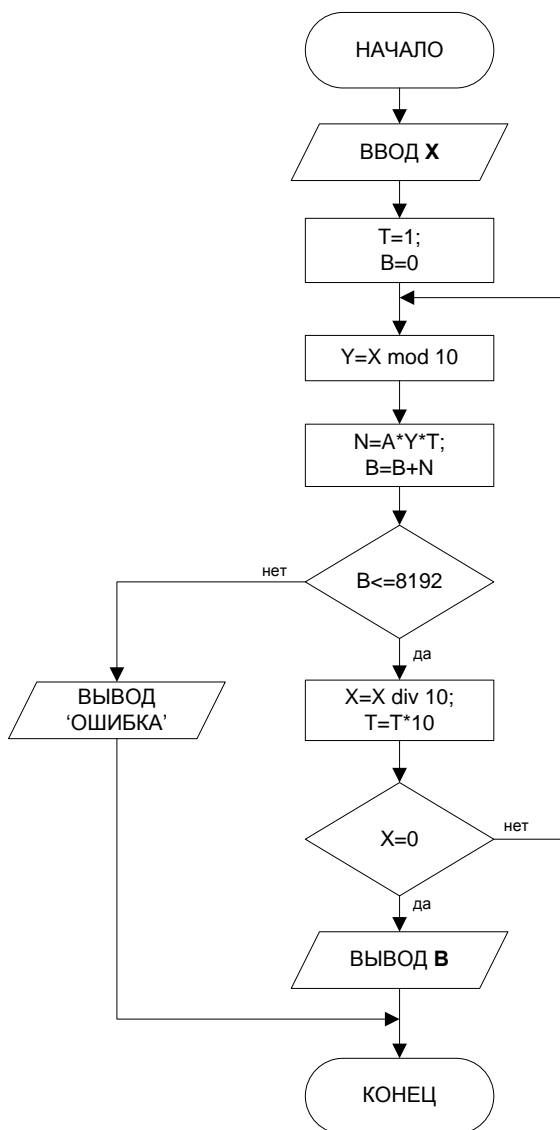 НАЧАЛО
ВВОД X
T=1;
B=0
Y=X mod 10
N=A*Y*T;
B=B+N
B<=8192
нет
да
ВЫВОД
‘ОШИБКА’
X=X div 10;
T=T*10
X=0
нет
да
ВЫВОД B
КОНЕЦ